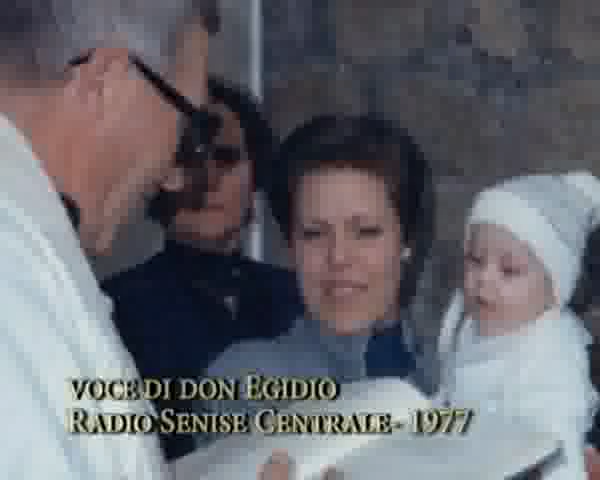 VOCE DI DON EGIDIO
RADIO SENISE CENTRALE - 1977